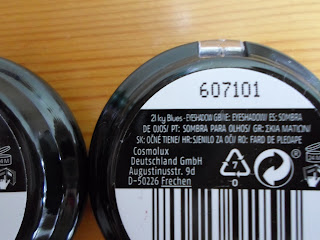 607101
21 Icy Blues - EYESHADOW GB/IE: EYESHADOW/ ES: SOMBRA
DE OJOS/ PT: SOMBRA PARA OLHOS/ GR: ΣΚΙΑ ΜΑΤΙΩΝ/
SK: OČNÉ TIENE/ HR: SJENILO ZA OČI/ RO: FARD DE PLEOAPE
Cosmolux
Deutschland GmbH
Augustinusstr. 9d
D-50226 Frechen
7